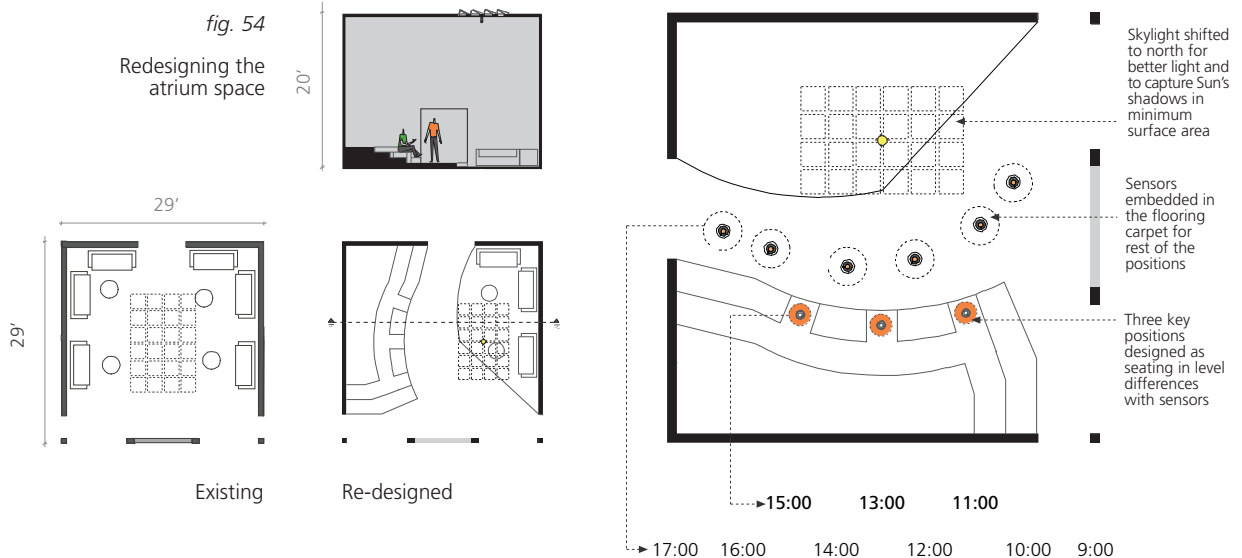 fig. 54
Redesigning the
atrium space
20’
29’
29’
Existing
Re-designed
Skylight shifted
to north for
better light and
to capture Sun’s
shadows in
minimum
surface area
Sensors
embedded in
the flooring
carpet for
rest of the
positions
Three key
positions
designed as
seating in level
differences
with sensors
15:00 13:00 11:00
17:00 16:00 14:00 12:00 10:00 9:00